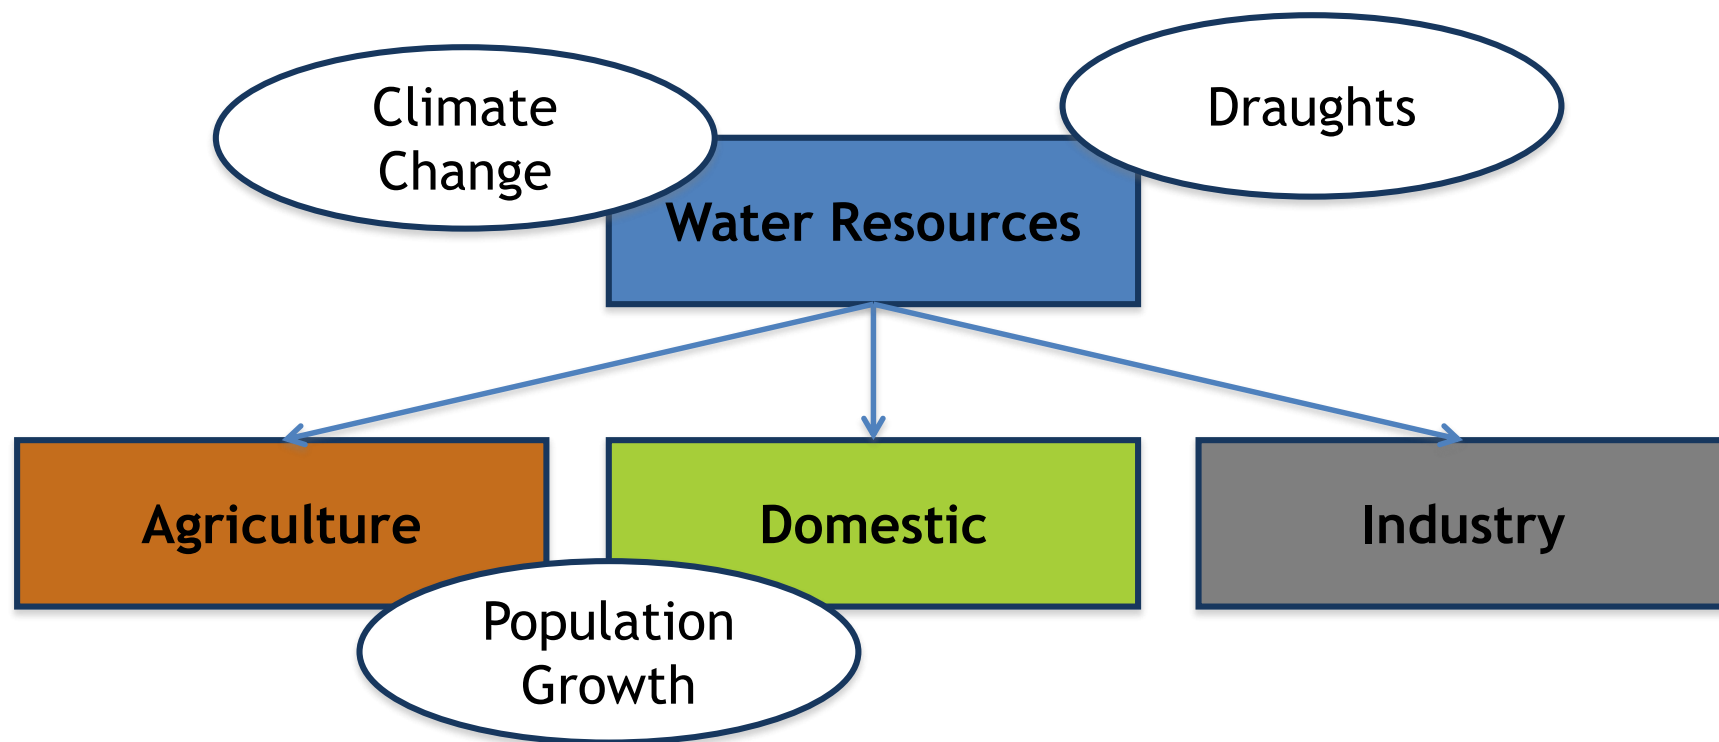 Climate
Change
Draughts
Water Resources
Agriculture
Domestic
Industry
Population
Growth